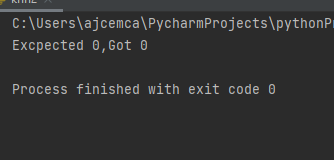 C:\Users\ajcemca\PycharmProjects\pythonPr
Excpected 0,Got 0
Process finished with exit code 0